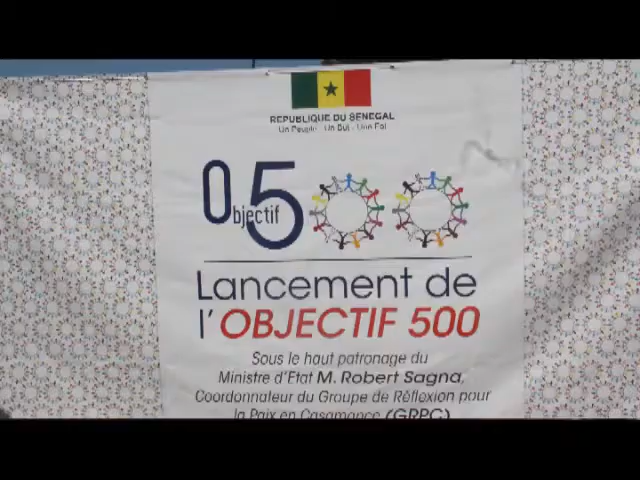 REPUBLIQUE DU SENEGAL
Un Peuple - Un But - Une Foi
Objectif 500
Lancement de
l'OBJECTIF 500
Sous le haut patronage du
Ministre d'Etat M. Robert Sagna,
Coordonnateur du Groupe de Réflexion pour
la Paix en Casamance (GRPC)